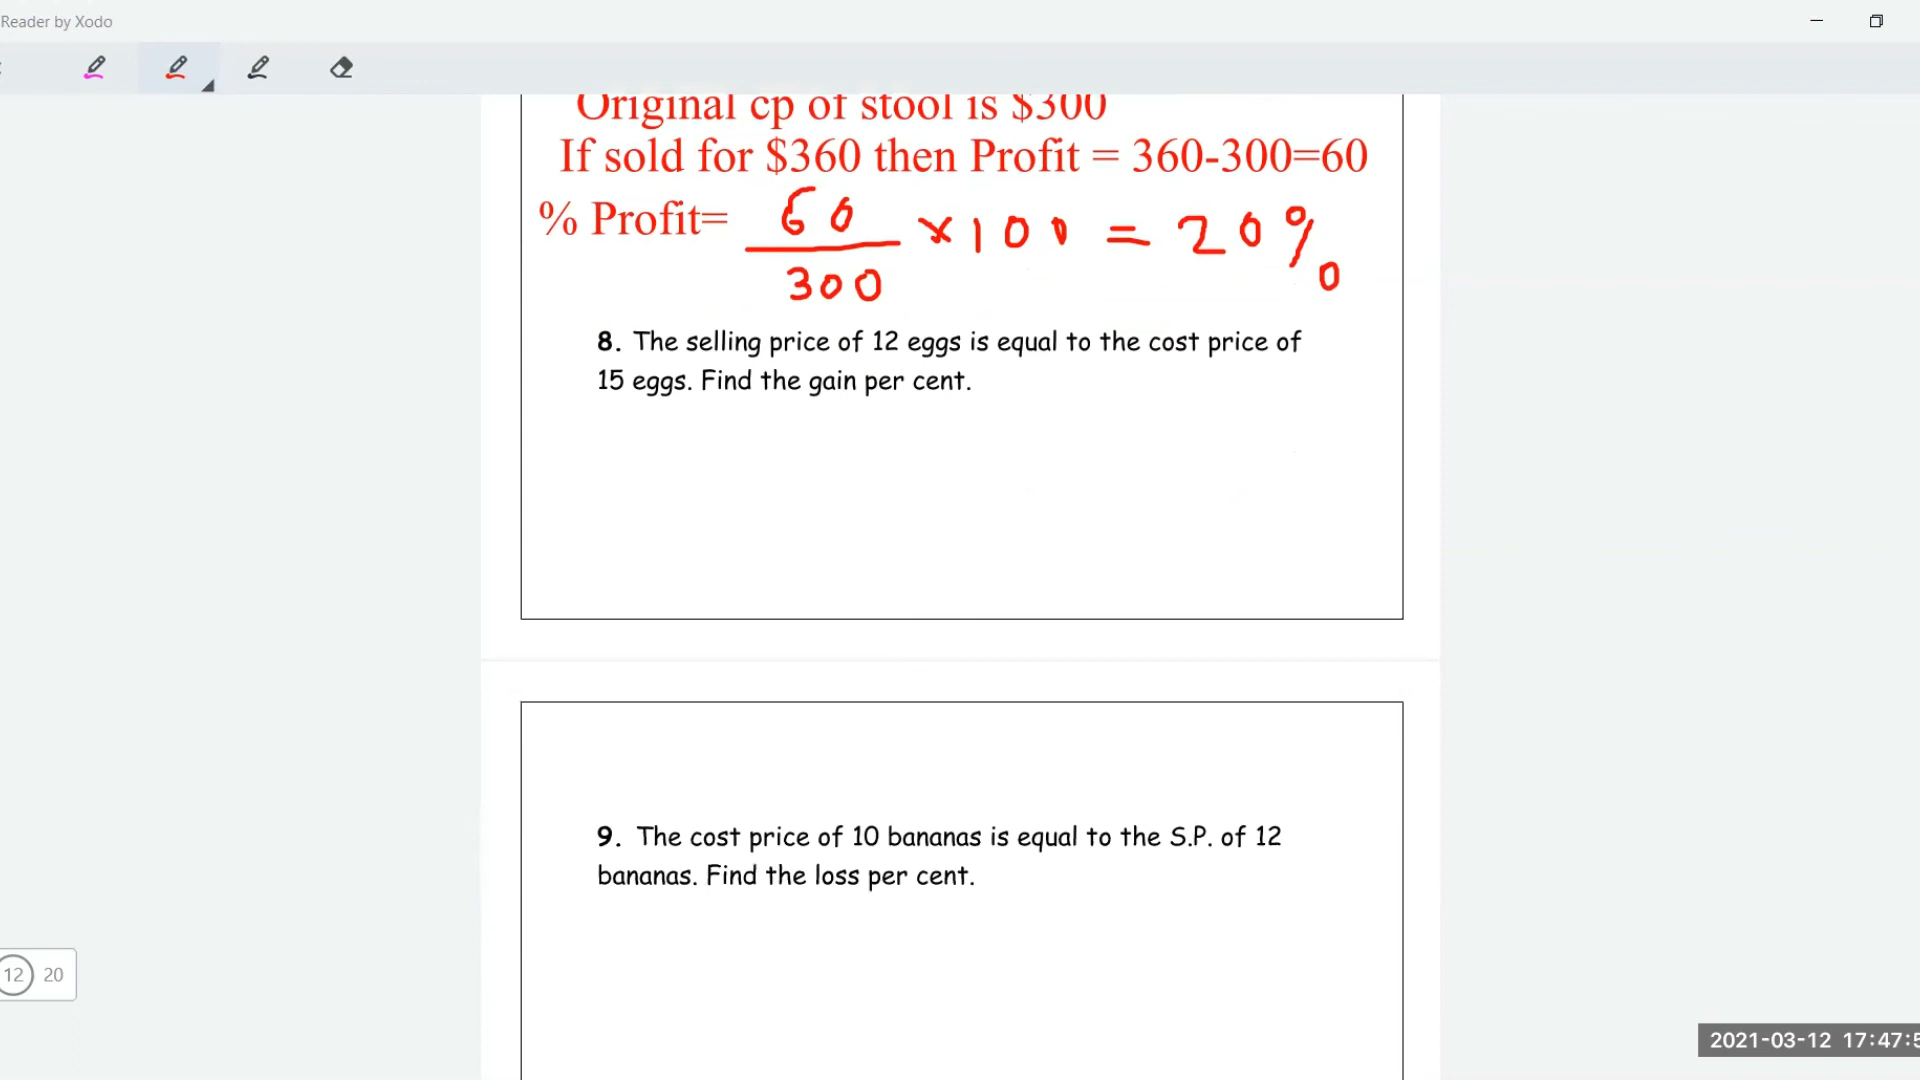 Reader by Xodo
Original cp of stool is $300
If sold for $360 then Profit = 360-300=60
% Profit= 60 ×100 = 20%
300
8. The selling price of 12 eggs is equal to the cost price of
15 eggs. Find the gain per cent.
9. The cost price of 10 bananas is equal to the S.P. of 12
bananas. Find the loss per cent.
12 20
2021-03-12 17:47:5